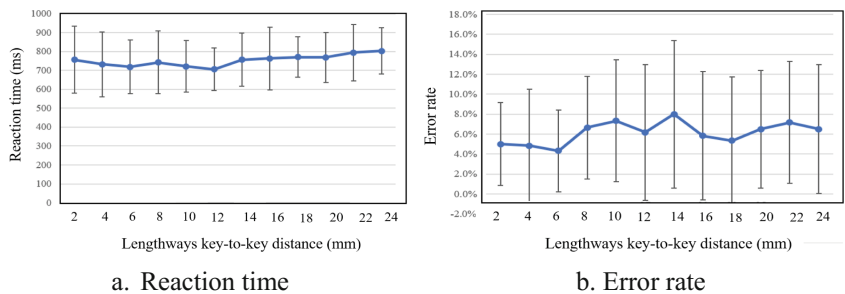 1000
900
800
700
600
500
400
300
200
100
0
Reaction time (ms)
2 4 6 8 10 12 14 16 18 20 22 24
Lengthways key-to-key distance (mm)
a. Reaction time
18.0%
16.0%
14.0%
12.0%
10.0%
8.0%
6.0%
4.0%
2.0%
0.0%
-2.0%
Error rate
2 4 6 8 10 12 14 16 18 20 22 24
Lengthways key-to-key distance (mm)
b. Error rate